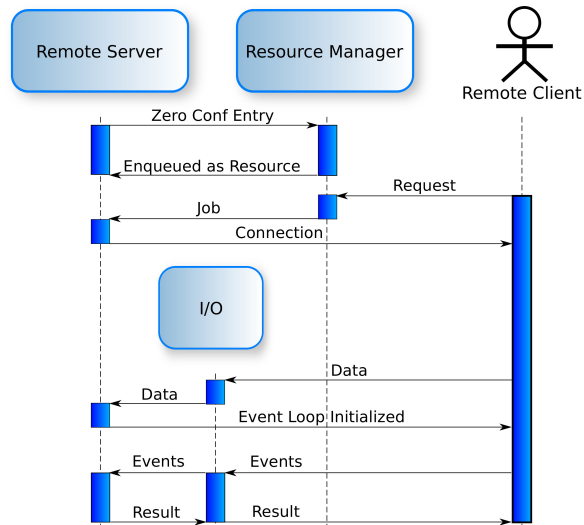 Remote Server
Resource Manager
Remote Client
Zero Conf Entry
Enqueued as Resource
Request
Job
Connection
I/O
Data
Data
Event Loop Initialized
Events
Events
Result
Result